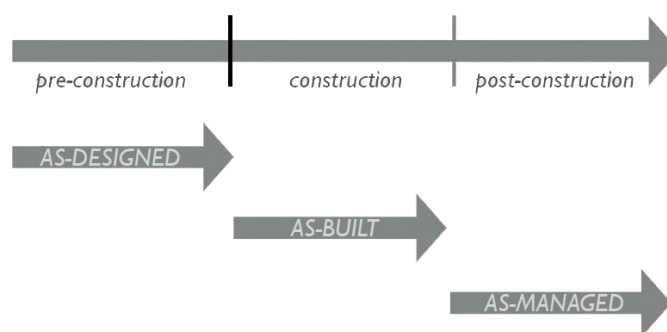 pre-construction construction post-construction
AS-DESIGNED
AS-BUILT
AS-MANAGED